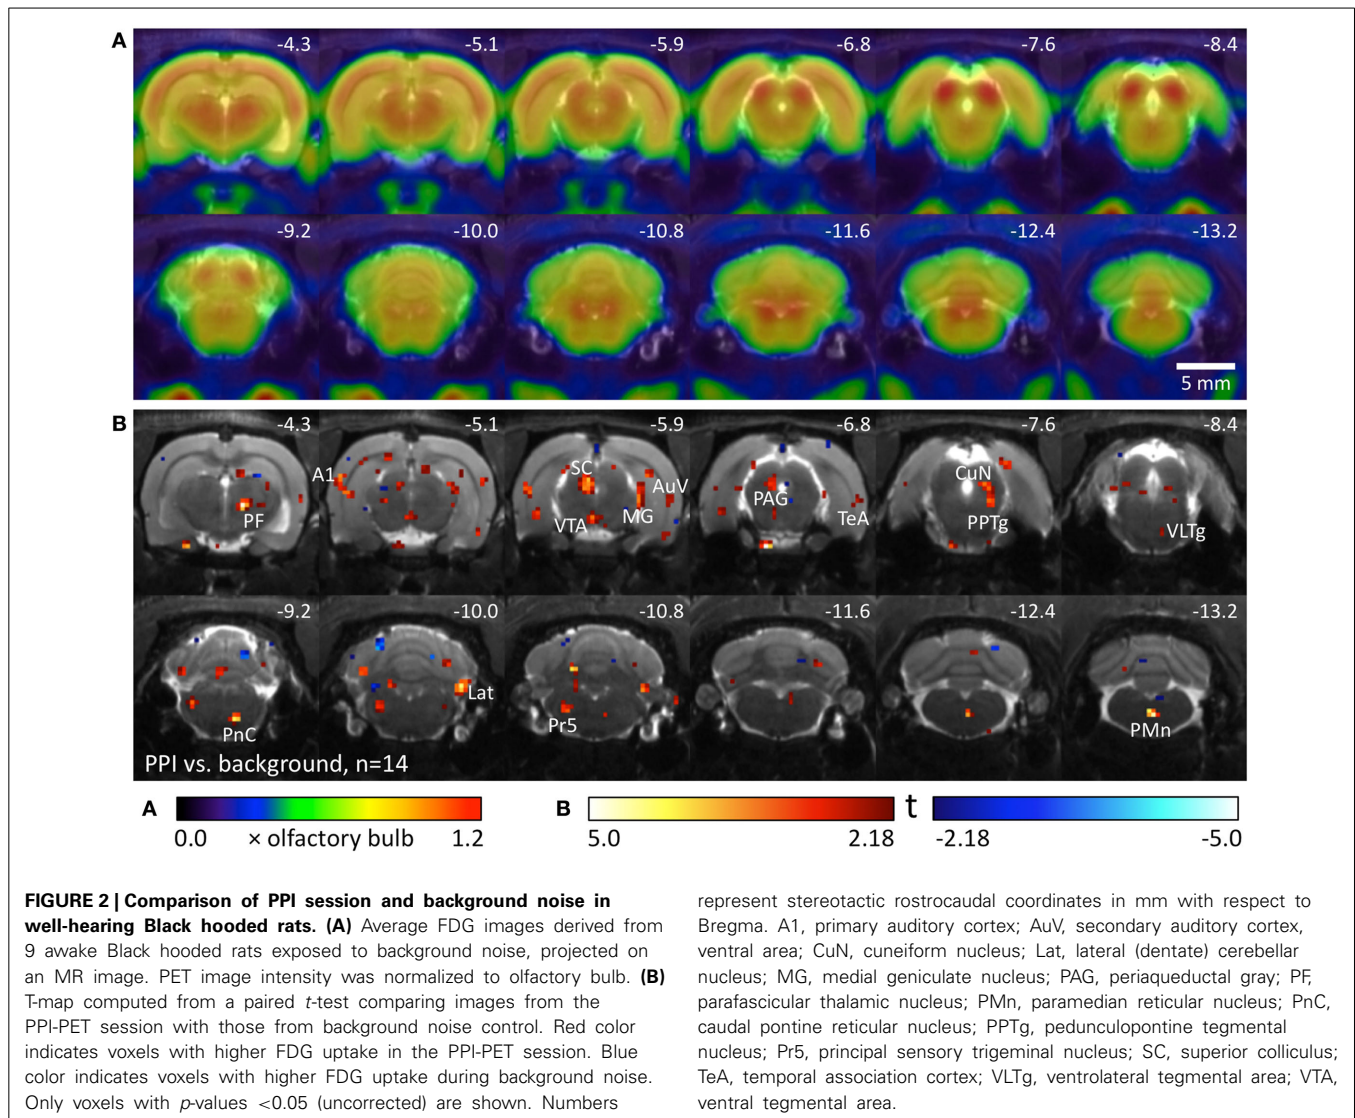 A
-4.3
-5.1
-5.9
-6.8
-7.6
-8.4
-9.2
-10.0
-10.8
-11.6
-12.4
-13.2
5 mm
B
-4.3
-5.1
-5.9
-6.8
-7.6
-8.4
A1
PF
SC
AuV
VTA
MG
PAG
TeA
CuN
PPTg
VLTg
-9.2
-10.0
-10.8
-11.6
-12.4
-13.2
PnC
Lat
Pr5
PMn
PPI vs. background, n=14
A
0.0 × olfactory bulb 1.2
B
5.0 2.18
t
-2.18 -5.0
FIGURE 2 | Comparison of PPI session and background noise in
well-hearing Black hooded rats. (A) Average FDG images derived from
9 awake Black hooded rats exposed to background noise, projected on
an MR image. PET image intensity was normalized to olfactory bulb. (B)
T-map computed from a paired t-test comparing images from the
PPI-PET session with those from background noise control. Red color
indicates voxels with higher FDG uptake in the PPI-PET session. Blue
color indicates voxels with higher FDG uptake during background noise.
Only voxels with p-values <0.05 (uncorrected) are shown. Numbers
represent stereotactic rostrocaudal coordinates in mm with respect to
Bregma. A1, primary auditory cortex; AuV, secondary auditory cortex,
ventral area; CuN, cuneiform nucleus; Lat, lateral (dentate) cerebellar
nucleus; MG, medial geniculate nucleus; PAG, periaqueductal gray; PF,
parafascicular thalamic nucleus; PMn, paramedian reticular nucleus; PnC,
caudal pontine reticular nucleus; PPTg, pedunculopontine tegmental
nucleus; Pr5, principal sensory trigeminal nucleus; SC, superior colliculus;
TeA, temporal association cortex; VLTg, ventrolateral tegmental area; VTA,
ventral tegmental area.